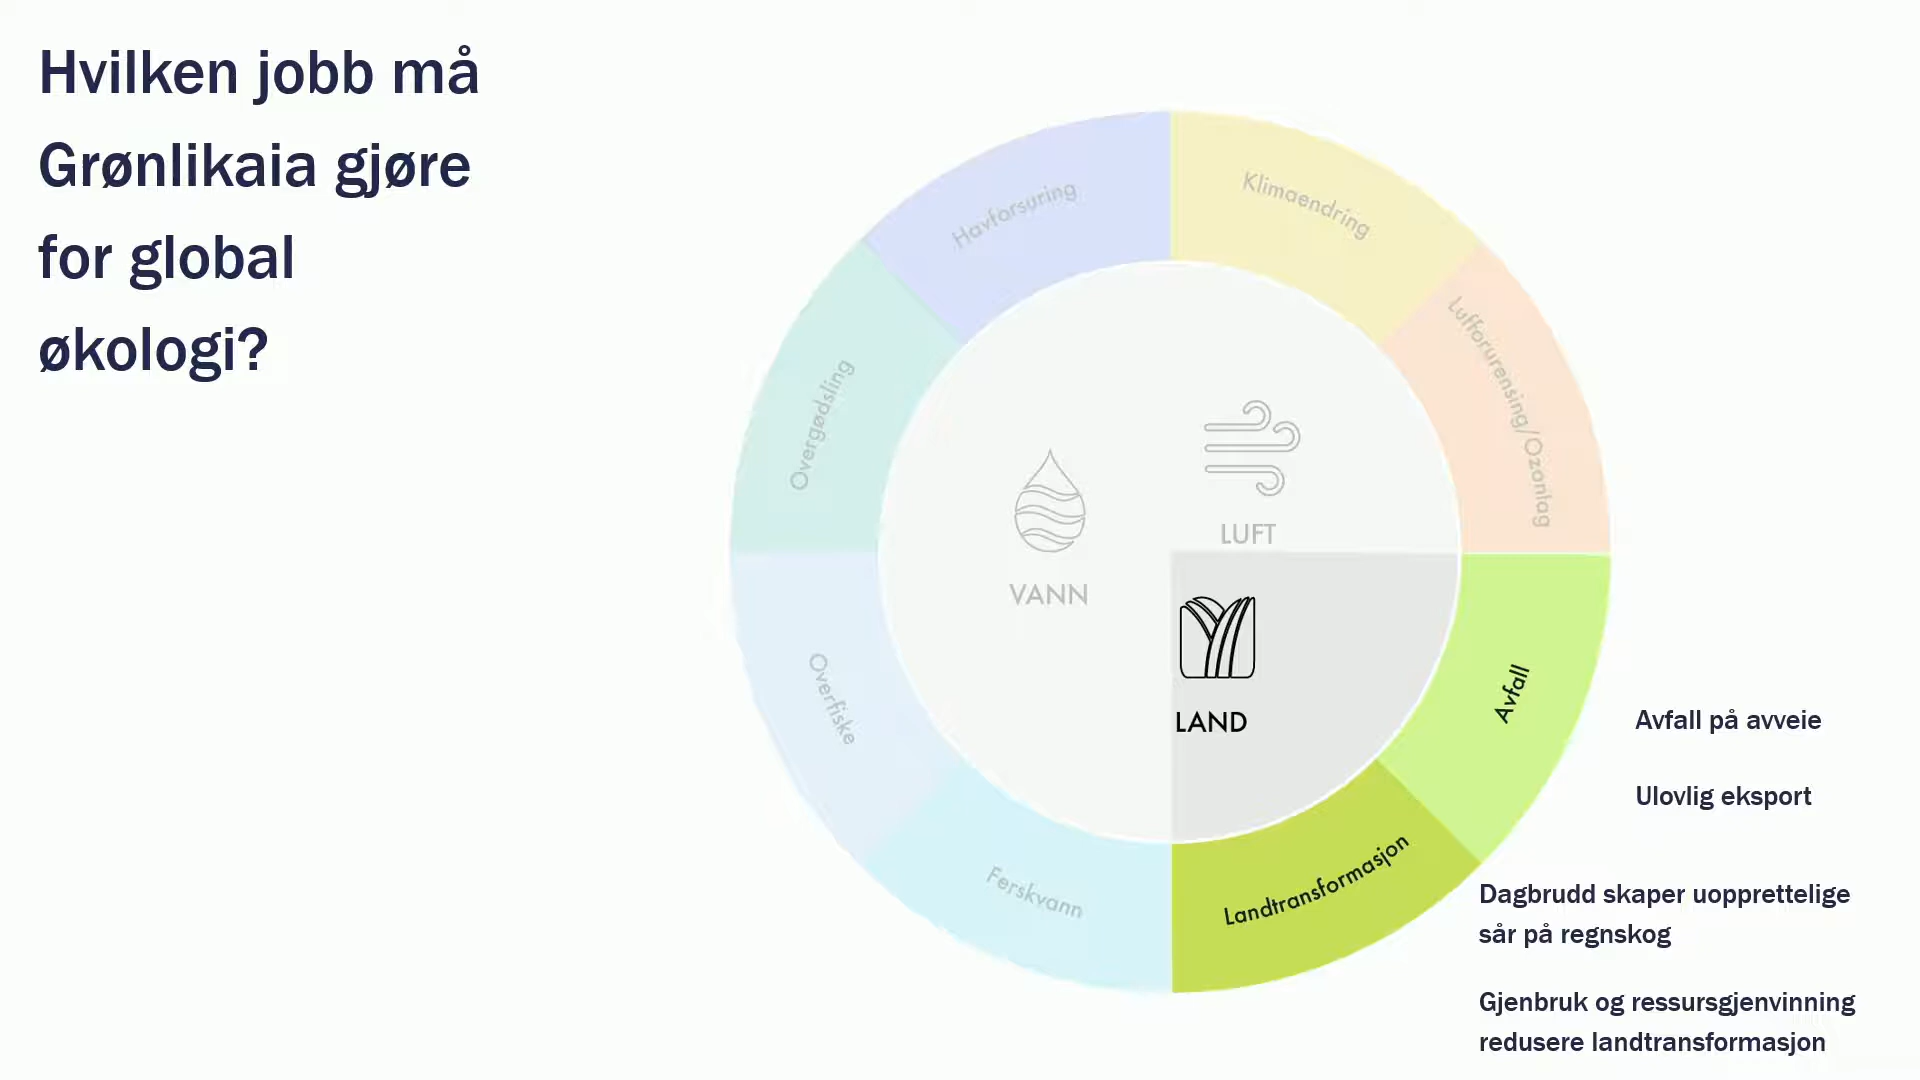 Hvilken jobb må
Grønlikaia gjøre
for global
økologi?
Havforsuring
Klimaendring
Lufforurensing/Ozonlag
Overgødsling
LUFT
VANN
LAND
Overfiske
Avfall
Ferskvann
Landtransformasjon
Avfall på avveie
Ulovlig eksport
Dagbrudd skaper uopprettelige
sår på regnskog
Gjenbruk og ressursgjenvinning
redusere landtransformasjon